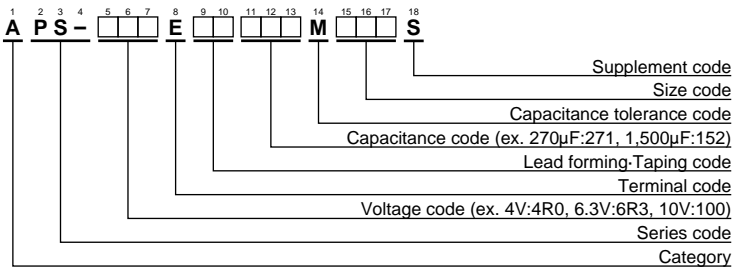 1 2 3 4 5 6 7 8 9 10 11 12 13 14 15 16 17 18
A PS– E M S
Supplement code
Size code
Capacitance tolerance code
Capacitance code (ex. 270µF:271, 1,500µF:152)
Lead forming·Taping code
Terminal code
Voltage code (ex. 4V:4R0, 6.3V:6R3, 10V:100)
Series code
Category